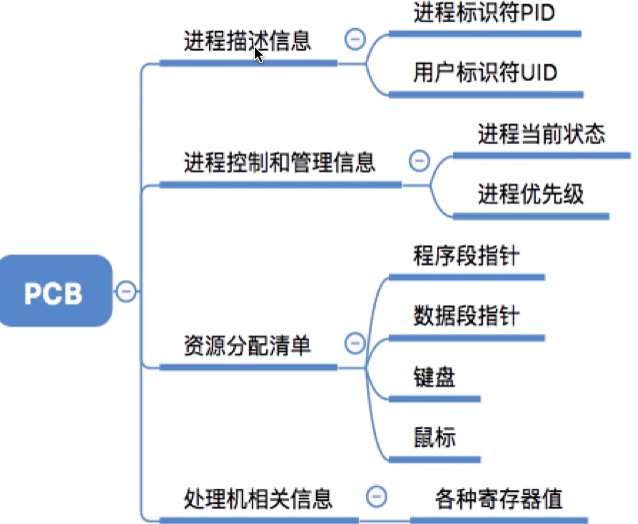 进程标识符PID
进程描述信息
用户标识符UID
进程当前状态
进程控制和管理信息
进程优先级
程序段指针
PCB
数据段指针
资源分配清单
键盘
鼠标
处理机相关信息
各种寄存器值